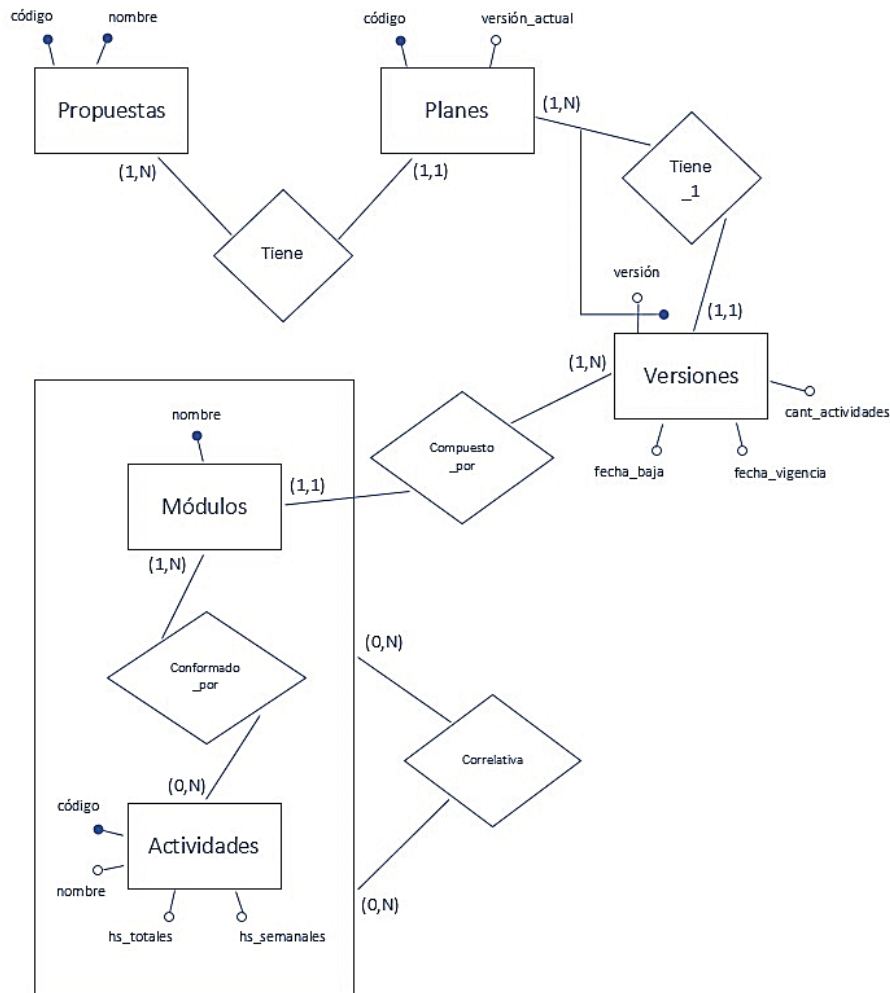 código
nombre
Propuestas
(1,N)
código
versión_actual
Planes
(1,1)
(1,N)
Tiene
Tiene
_1
versión
(1,1)
Versiones
(1,N)
cant_actividades
fecha_baja
fecha_vigencia
Compuesto
_por
nombre
Módulos
(1,1)
(1,N)
Conformado
_por
(0,N)
(0,N)
Correlativa
(0,N)
código
Actividades
nombre
hs_totales
hs_semanales